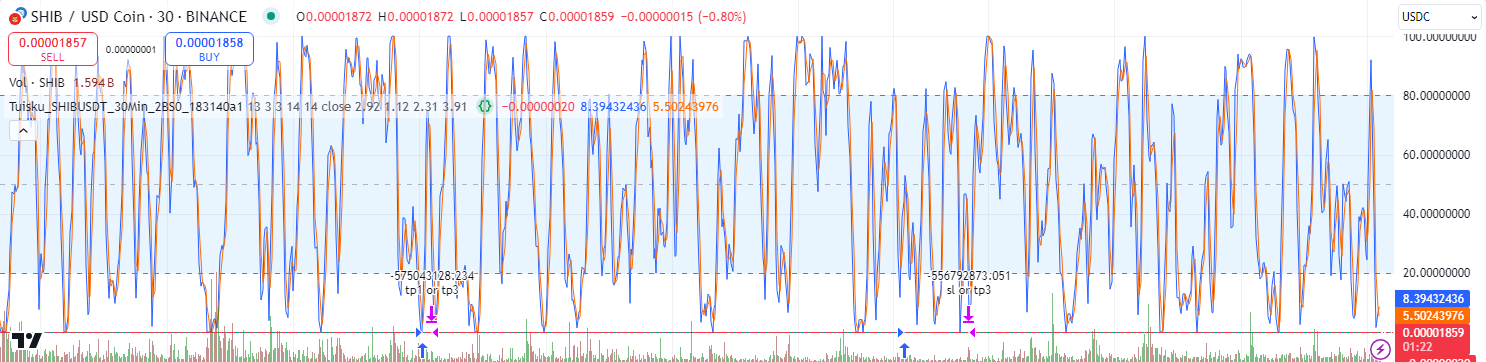 SHIB / USD Coin · 30 · BINANCE O0.00001872 H0.00001872 L0.00001857 C0.00001859 −0.00000015 (−0.80%)
USDC
0.00001857
SELL
0.00000001
0.00001858
BUY
Vol · SHIB 1.594B
Tuisku_SHIBUSDT_30Min_2BS0_183140a1 13 3 3 14 14 close 2.92 1.12 2.31 3.91 −0.00000020 8.39432436 5.50243976
100.00000000
80.00000000
60.00000000
40.00000000
20.00000000
-575043128.234
tp1 or tp3
-556792873.051
sl or tp3
8.39432436
5.50243976
0.00001859
01:22